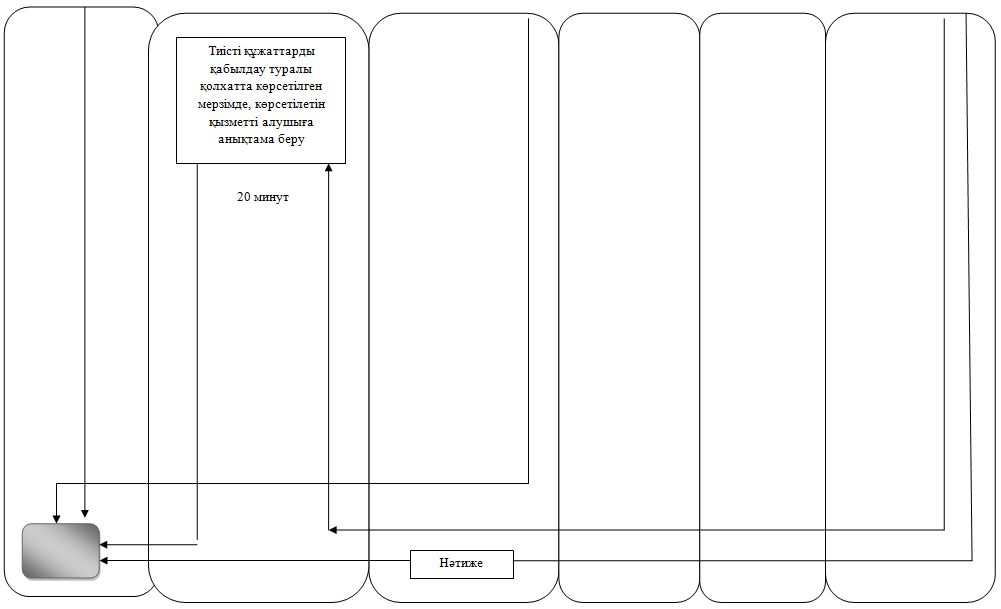 Тиісті құжаттарды
қабылдау туралы
қолхатта көрсетілген
мерзімде, көрсетілетін
қызметті алушыға
анықтама беру
20 минут
Нәтиже